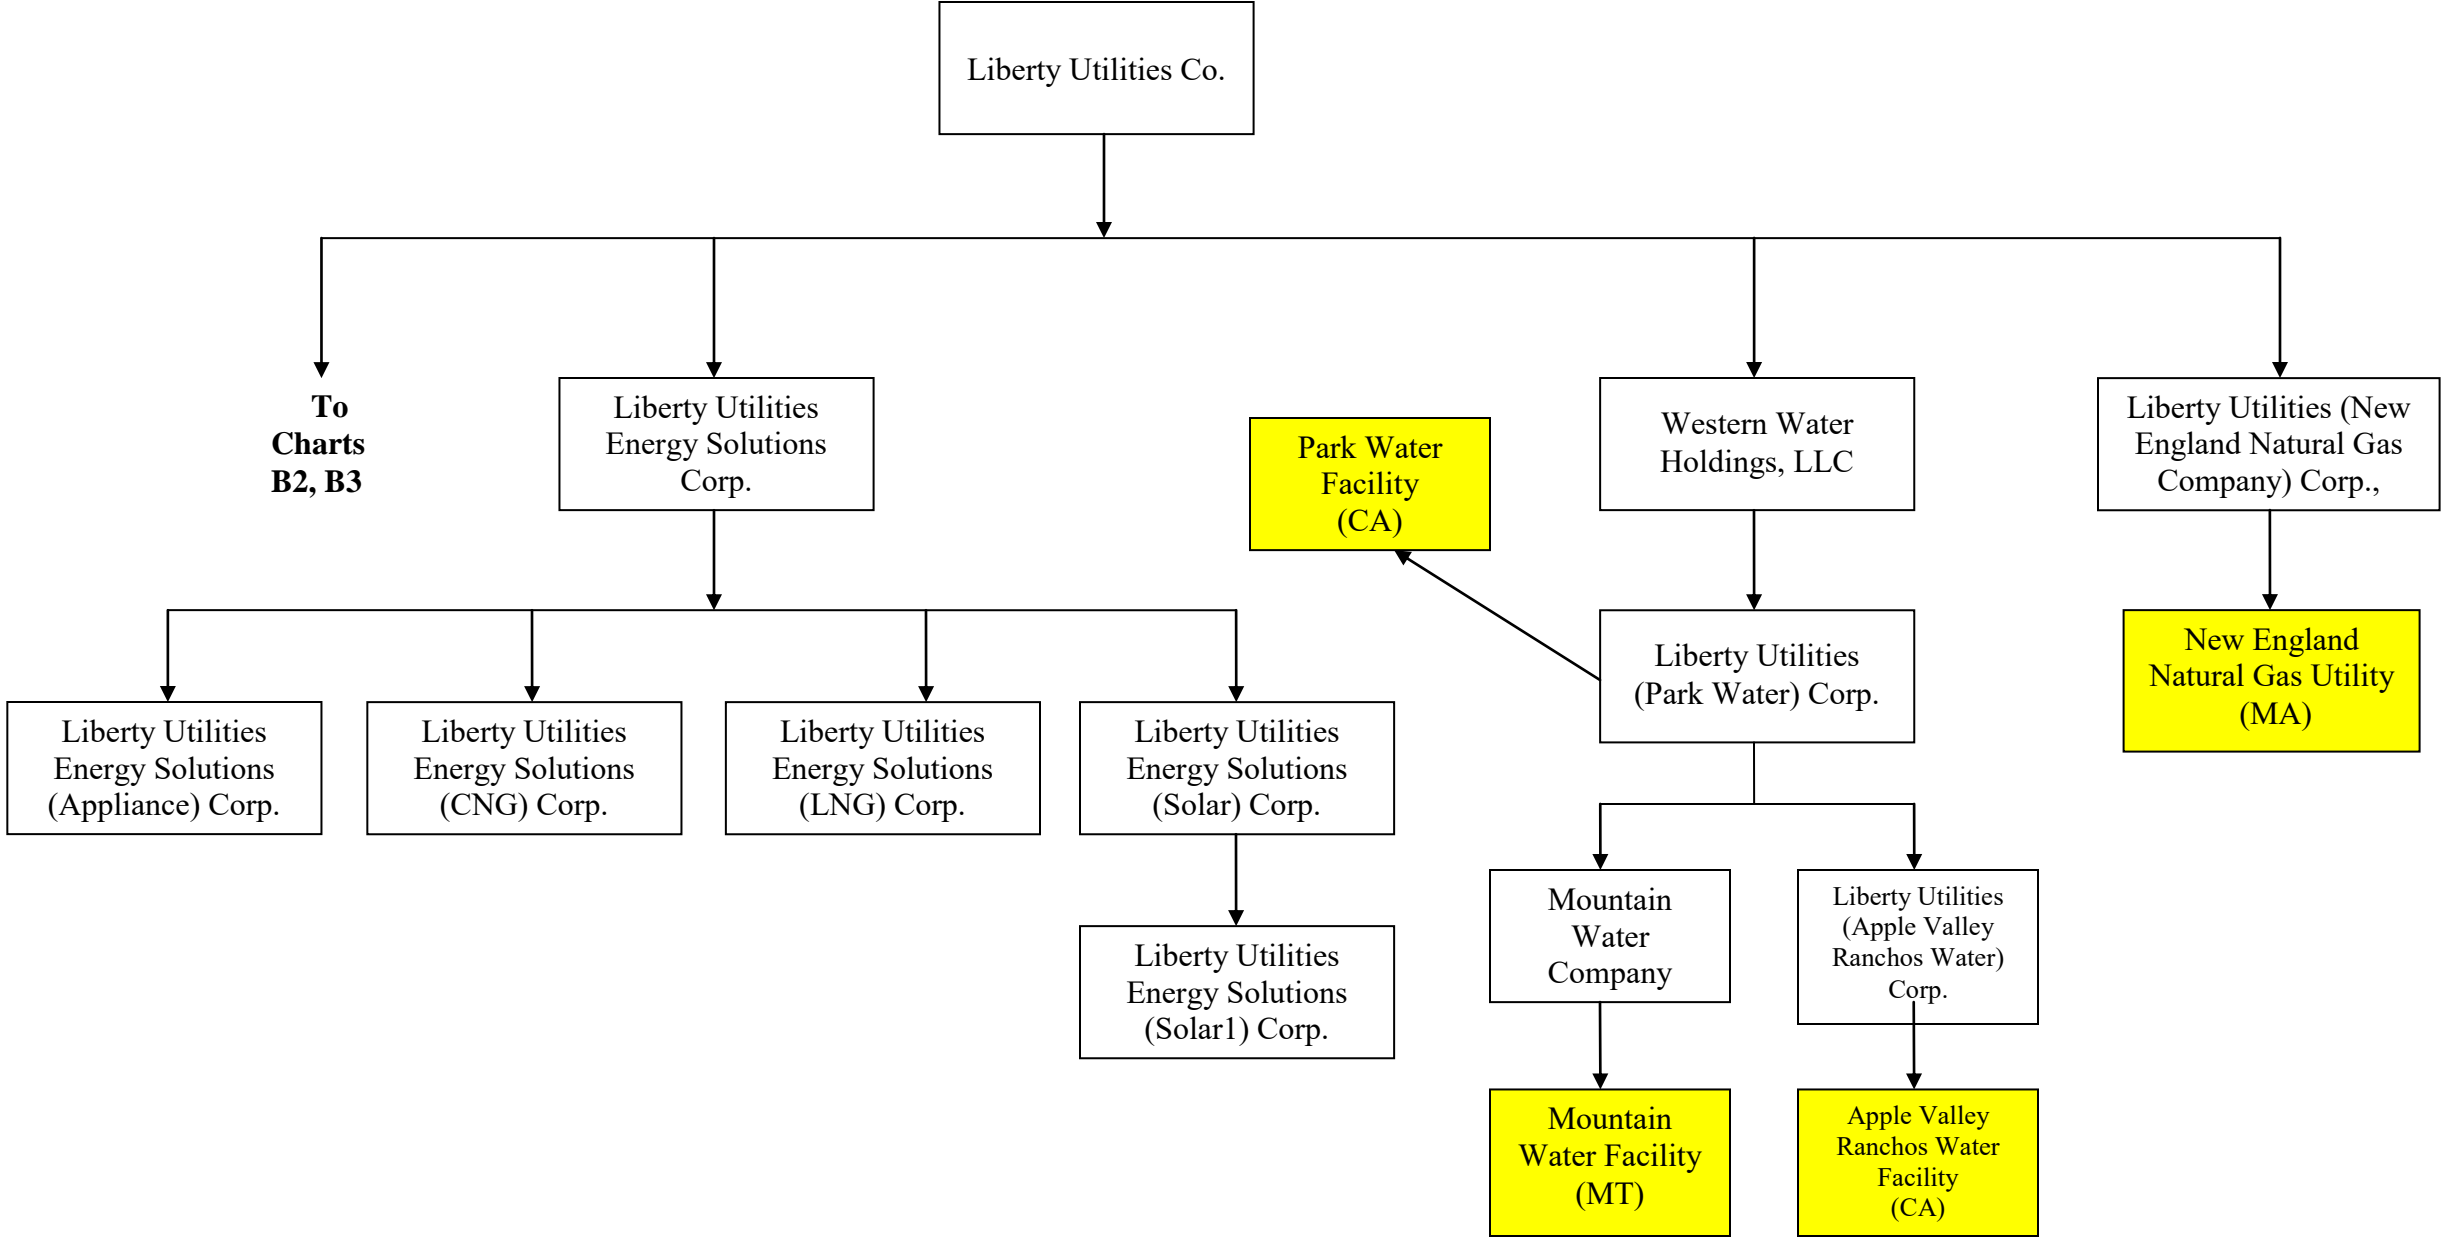 Liberty Utilities Co.
To
Charts
B2, B3
Liberty Utilities
Energy Solutions
Corp.
Park Water
Facility
(CA)
Western Water
Holdings, LLC
Liberty Utilities (New
England Natural Gas
Company) Corp.,
Liberty Utilities
(Park Water) Corp.
New England
Natural Gas Utility
(MA)
Liberty Utilities
Energy Solutions
(Appliance) Corp.
Liberty Utilities
Energy Solutions
(CNG) Corp.
Liberty Utilities
Energy Solutions
(LNG) Corp.
Liberty Utilities
Energy Solutions
(Solar) Corp.
Mountain
Water
Company
Liberty Utilities
(Apple Valley
Ranchos Water)
Corp.
Liberty Utilities
Energy Solutions
(Solar1) Corp.
Mountain
Water Facility
(MT)
Apple Valley
Ranchos Water
Facility
(CA)